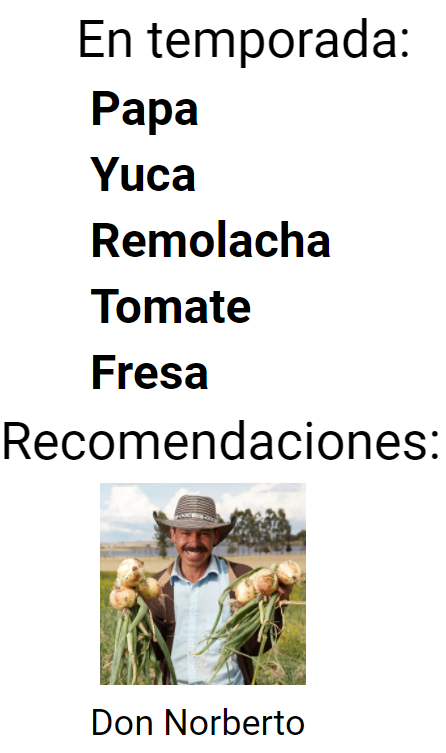 En temporada:
Papa
Yuca
Remolacha
Tomate
Fresa
Recomendaciones:
Don Norberto